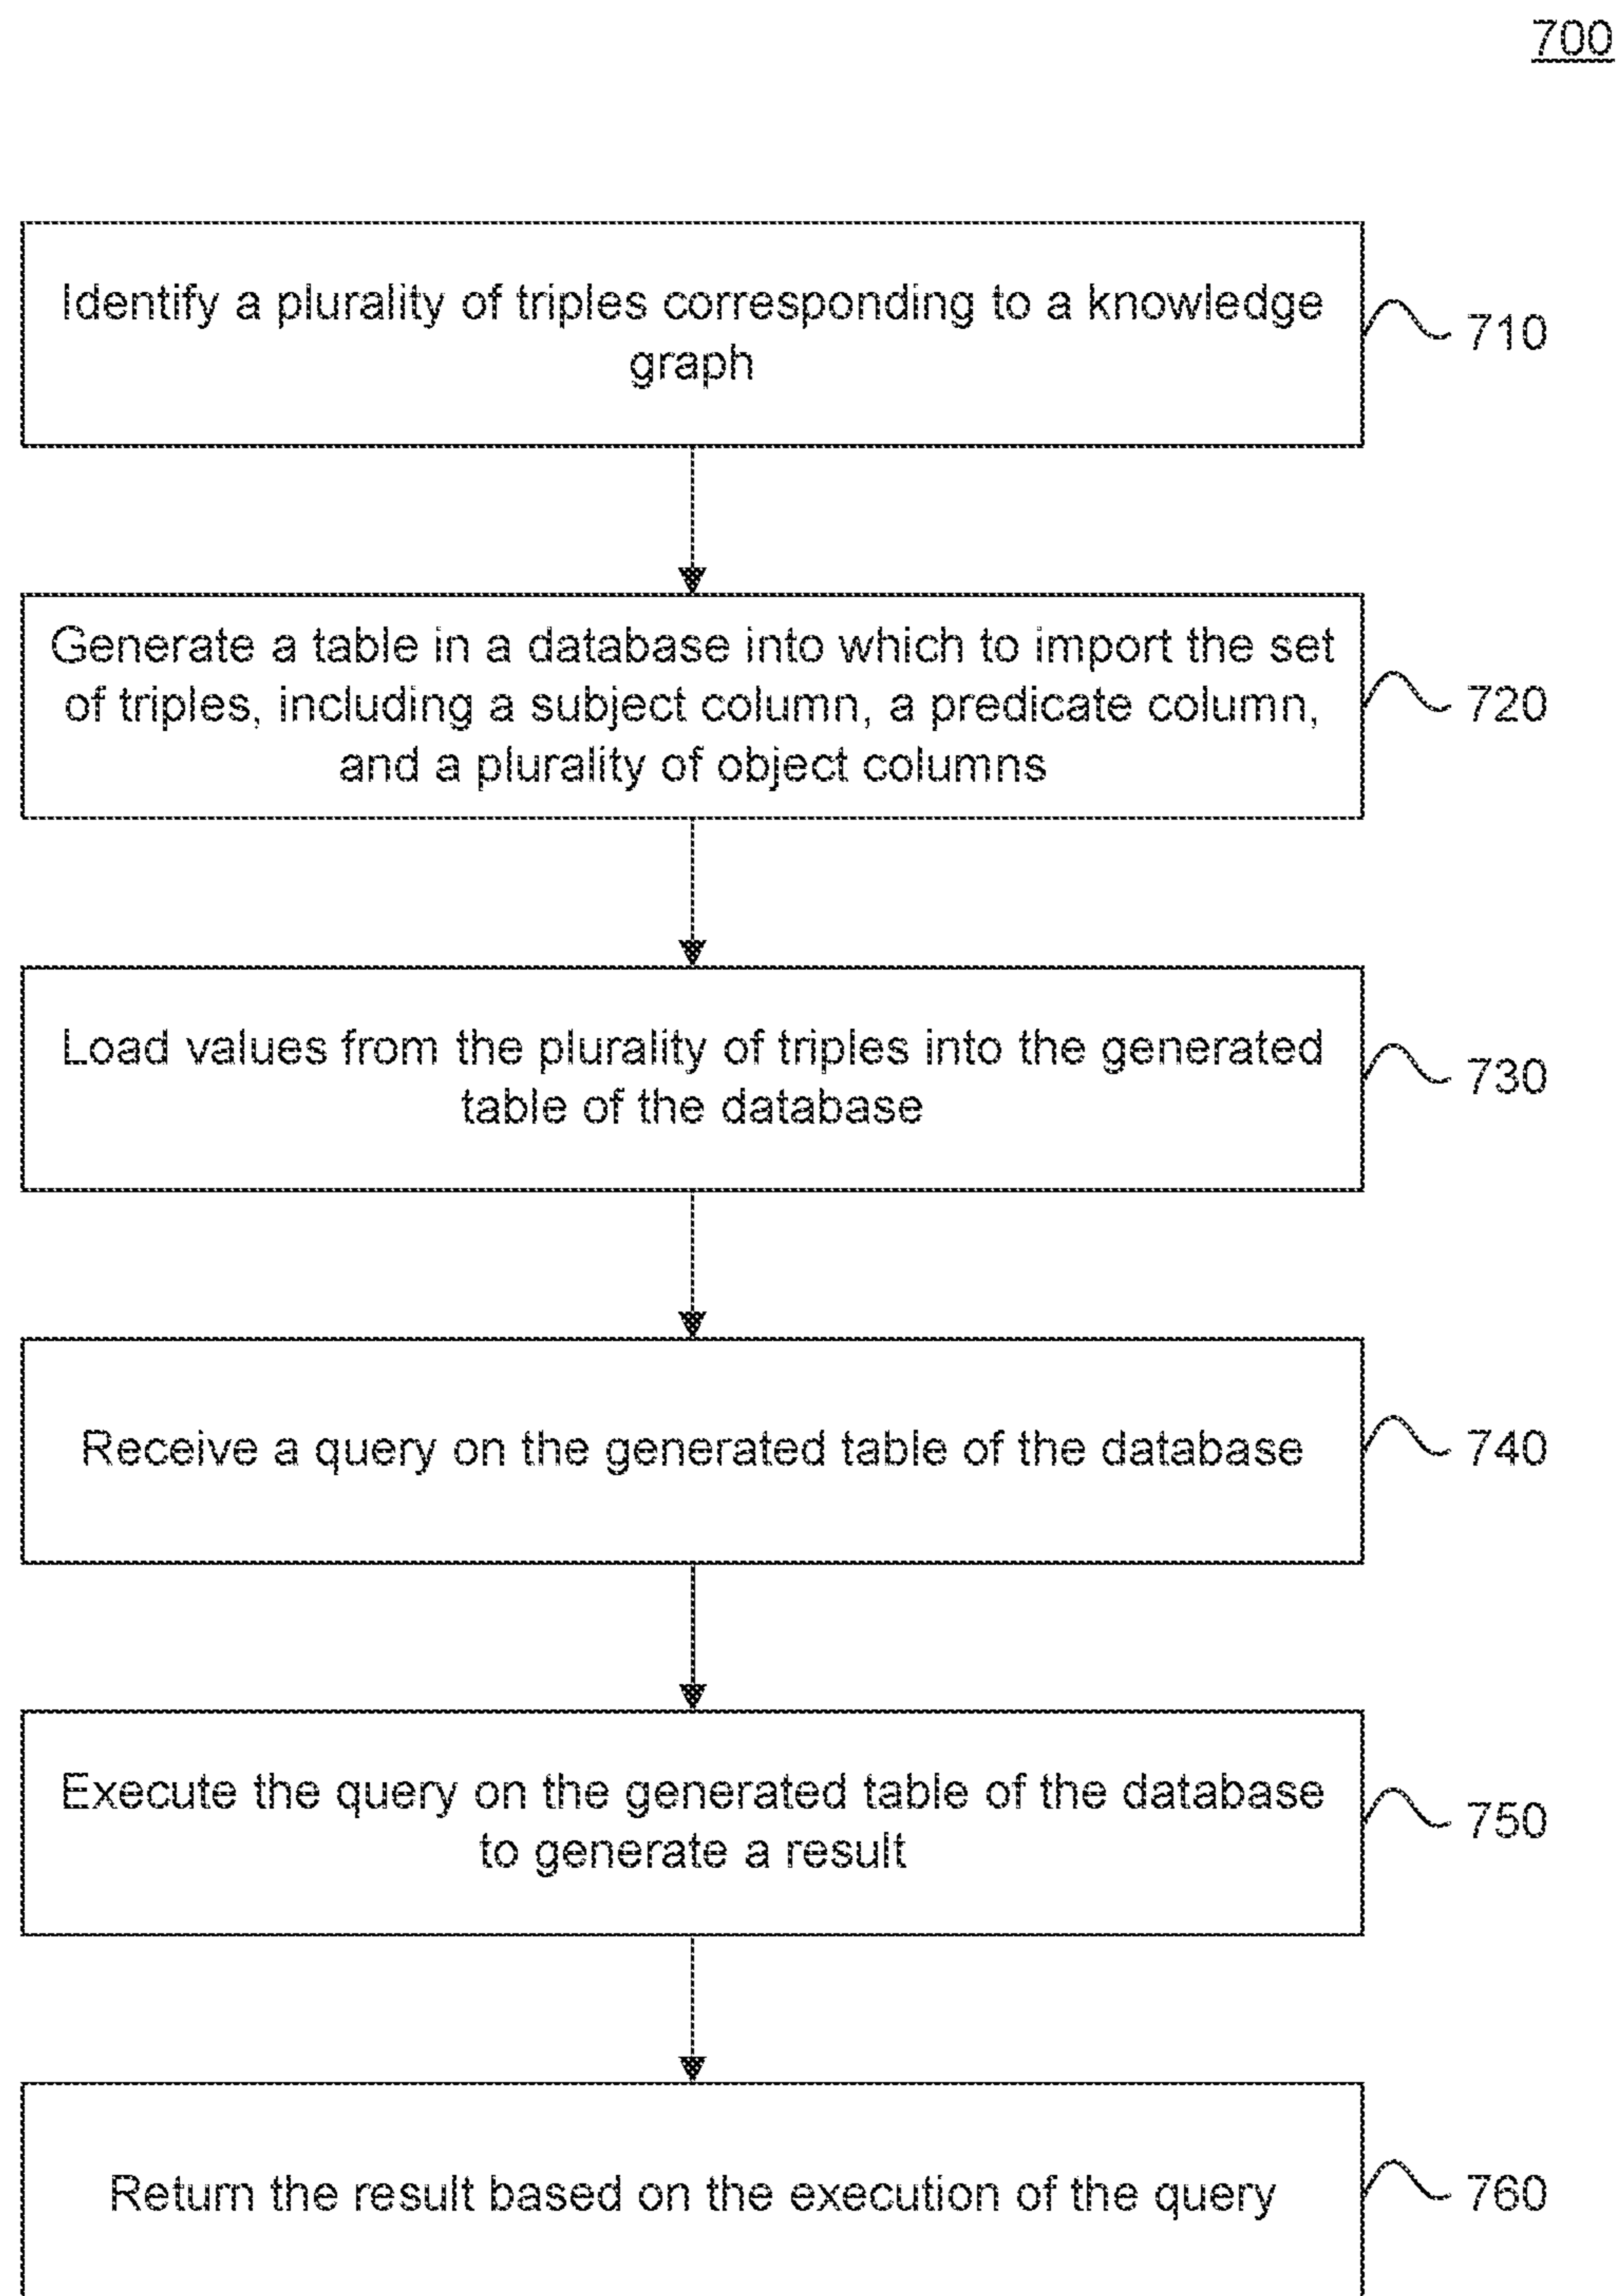 700
Identify a plurality of triples corresponding to a knowledge
graph
710
Generate a table in a database into which to import the set
of triples, including a subject column, a predicate column,
and a plurality of object columns
720
Load values from the plurality of triples into the generated
table of the database
730
Receive a query on the generated table of the database
740
Execute the query on the generated table of the database
to generate a result
750
Return the result based on the execution of the query
760